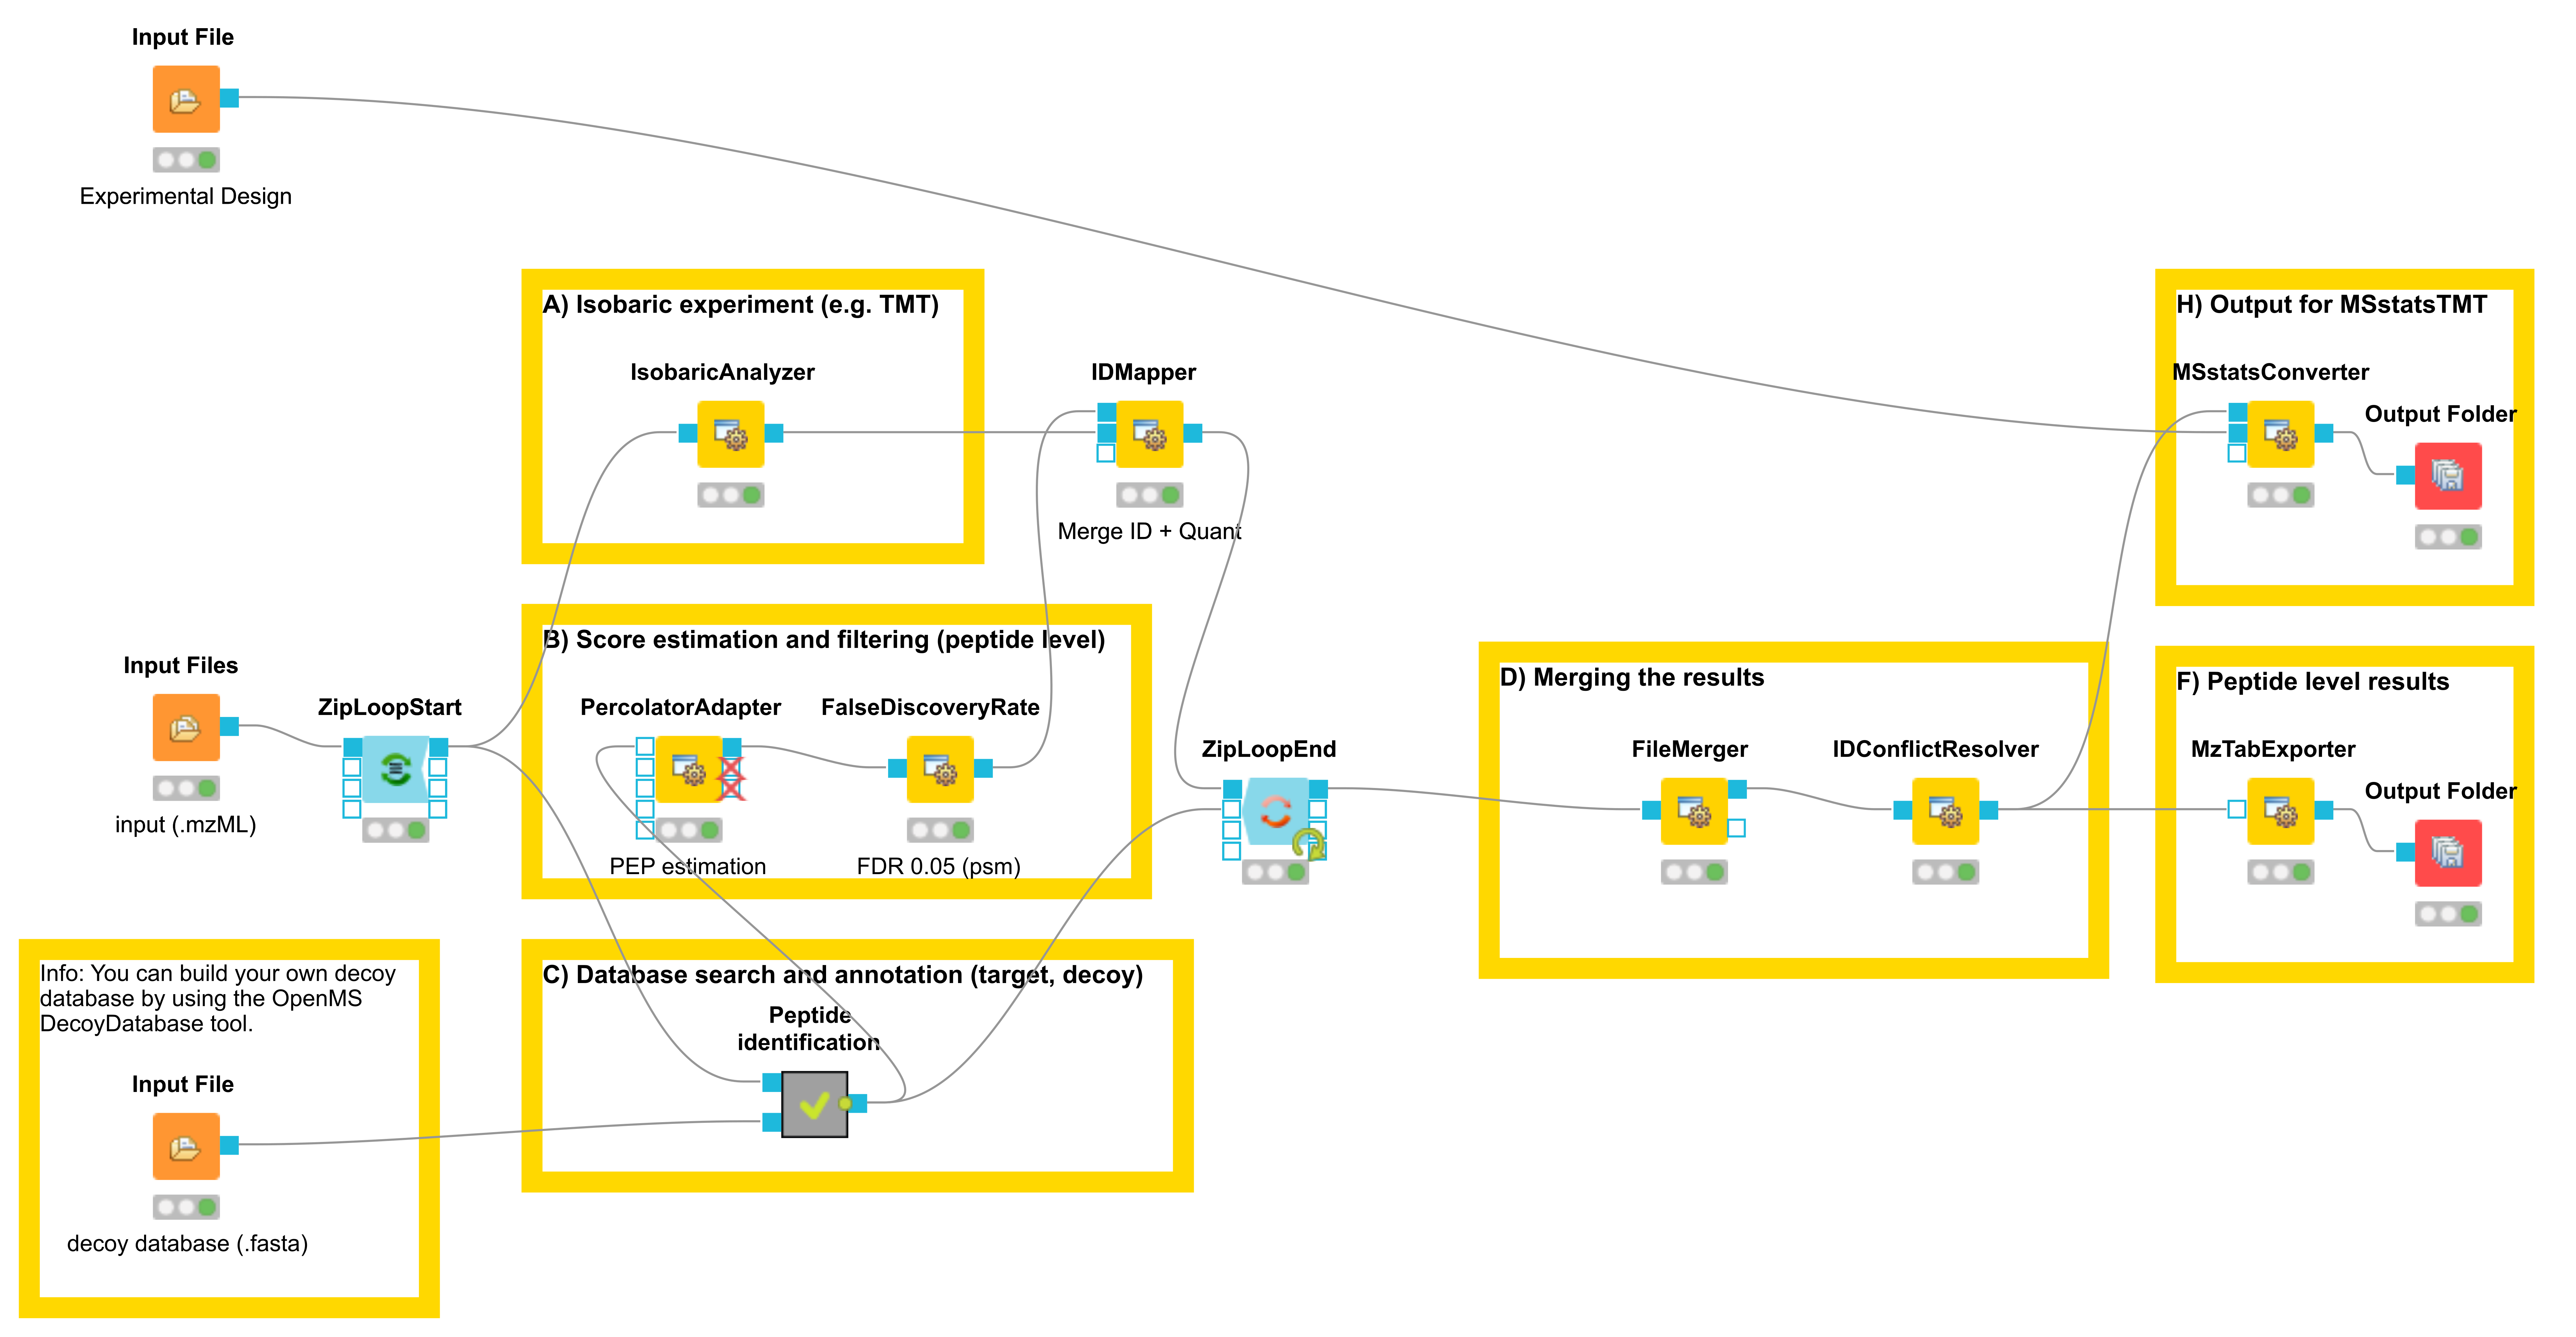 Input File
Experimental Design
A) Isobaric experiment (e.g. TMT)
IsobaricAnalyzer
IDMapper
Merge ID + Quant
H) Output for MSstatsTMT
MSstatsConverter
Output Folder
Input Files
input (.mzML)
ZipLoopStart
B) Score estimation and filtering (peptide level)
PercolatorAdapter
PEP estimation
FalseDiscoveryRate
FDR 0.05 (psm)
ZipLoopEnd
D) Merging the results
FileMerger
IDConflictResolver
F) Peptide level results
MzTabExporter
Output Folder
Info: You can build your own decoy
database by using the OpenMS
DecoyDatabase tool.
Input File
decoy database (.fasta)
C) Database search and annotation (target, decoy)
Peptide
identification